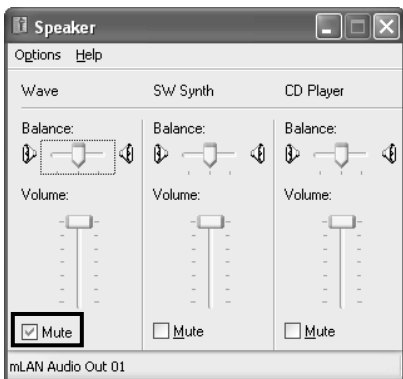 Speaker
Options Help
Wave SW Synth CD Player
Balance: Balance: Balance:
Volume: Volume: Volume:
Mute Mute Mute
mLAN Audio Out 01